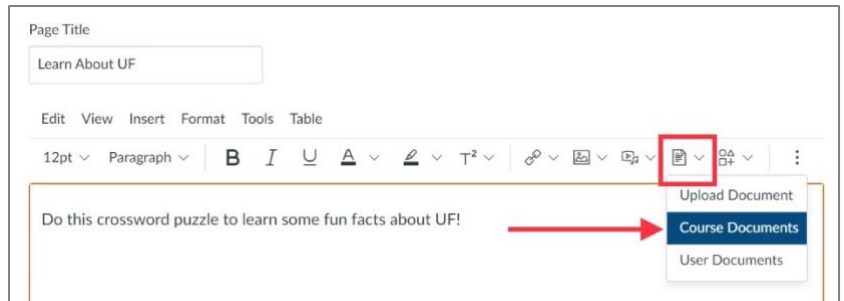 Page Title
Learn About UF
Edit View Insert Format Tools Table
12pt Paragraph B I U A T²
Upload Document
Do this crossword puzzle to learn some fun facts about UF!
Course Documents
User Documents